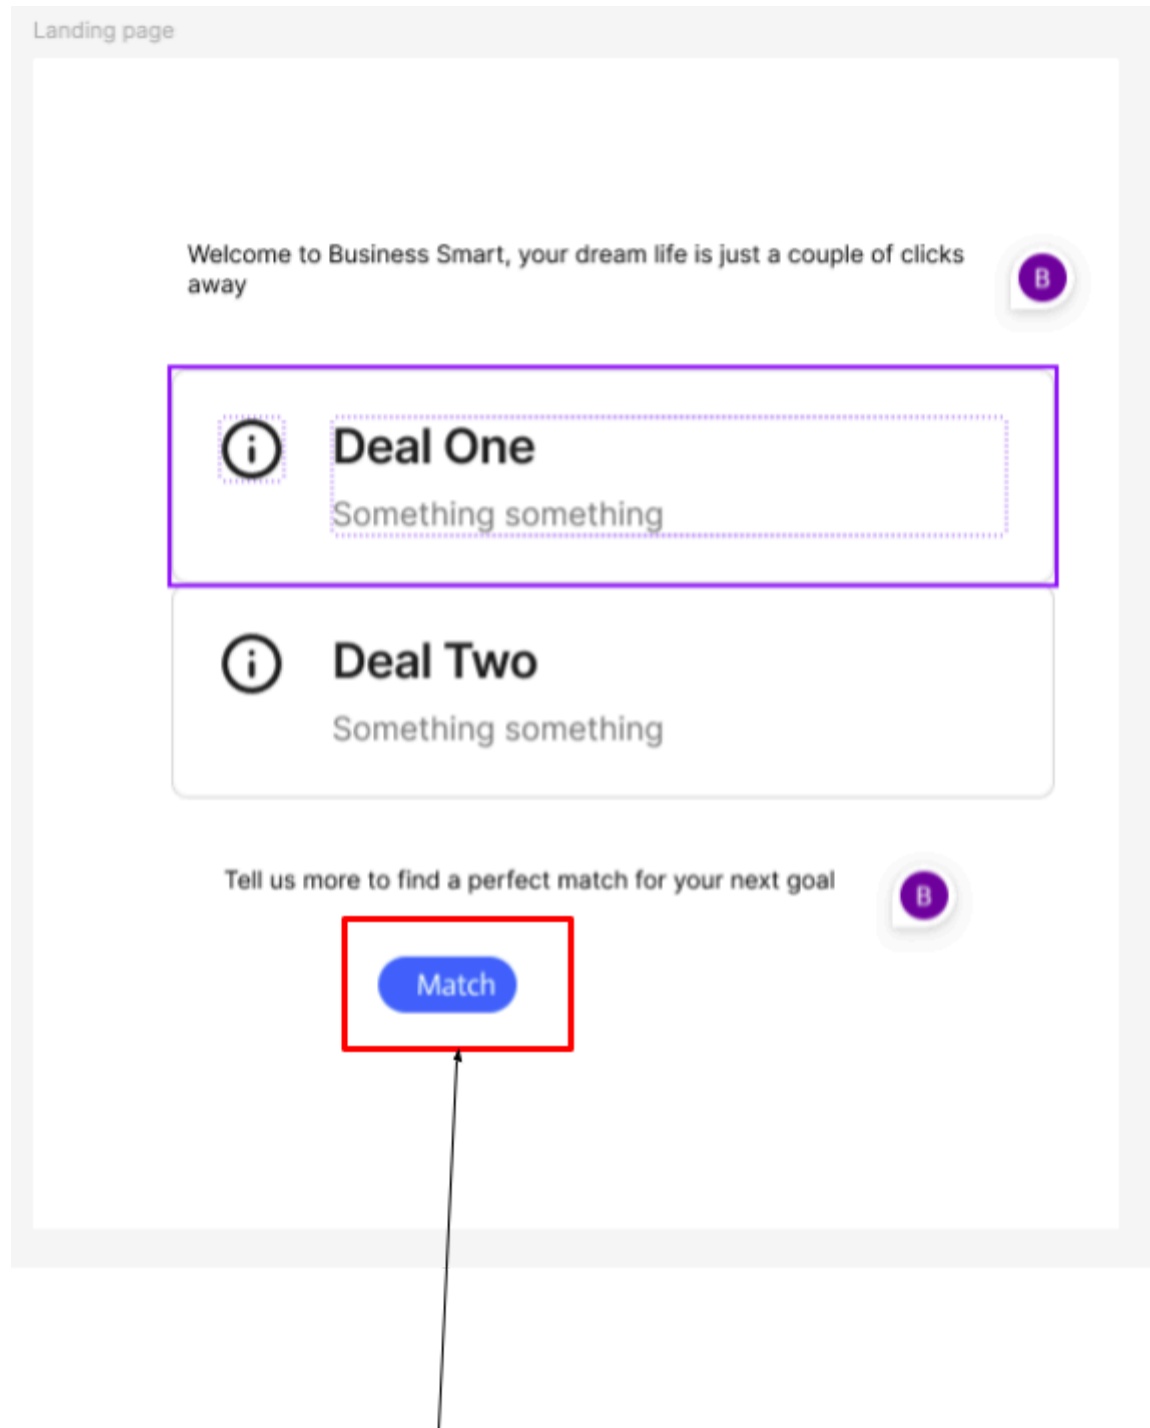 Landing page
Welcome to Business Smart, your dream life is just a couple of clicks
away
B
Deal One
Something something
Deal Two
Something something
Tell us more to find a perfect match for your next goal
B
Match